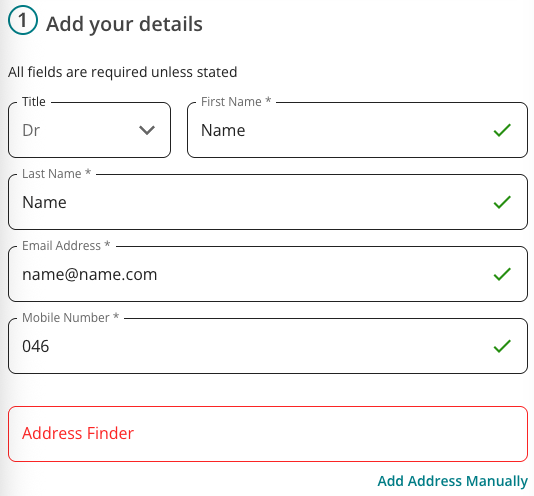 1 Add your details
All fields are required unless stated
Title
Dr
First Name *
Name
Last Name *
Name
Email Address *
name@name.com
Mobile Number *
046
Address Finder
Add Address Manually